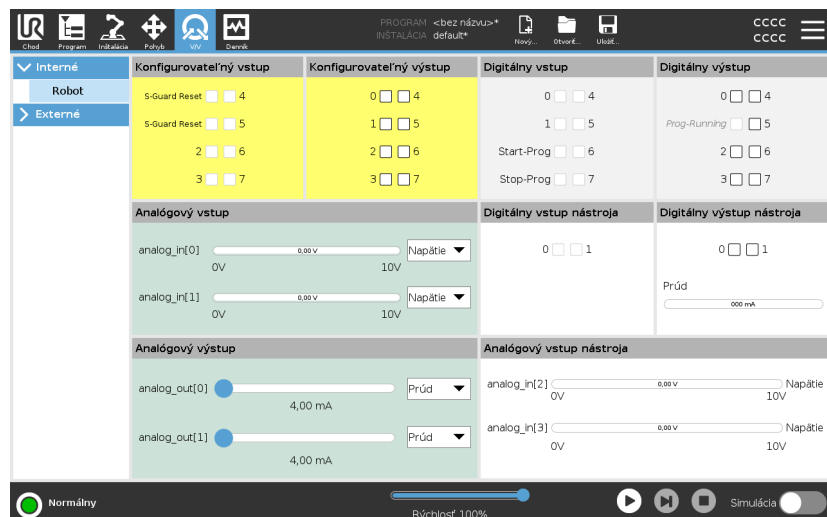 UR
Chod
Program
Inštalácia
Pohyb
V/V
Denník
PROGRAM <bez názvu>*
INŠTALÁCIA default*
Nový...
Otvoriť...
Uložiť...
CCCC
CCCC
Interné
Robot
Externé
Konfigurovateľný vstup
S-Guard Reset 4
S-Guard Reset 5
2 6
3 7
Konfigurovateľný výstup
0 4
1 5
2 6
3 7
Digitálny vstup
0 4
1 5
Start-Prog 6
Stop-Prog 7
Digitálny výstup
0 4
Prog-Running 5
2 6
3 7
Analógový vstup
analog_in[0] 0,00 V Napätie
0V 10V
analog_in[1] 0,00 V Napätie
0V 10V
Digitálny vstup nástroja
0 1
Digitálny výstup nástroja
0 1
Prúd
000 mA
Analógový výstup
analog_out[0] Prúd
4,00 mA
analog_out[1] Prúd
4,00 mA
Analógový vstup nástroja
analog_in[2] 0,00 V Napätie
0V 10V
analog_in[3] 0,00 V Napätie
0V 10V
Normálny
Rýchlosť 100%
Simulácia